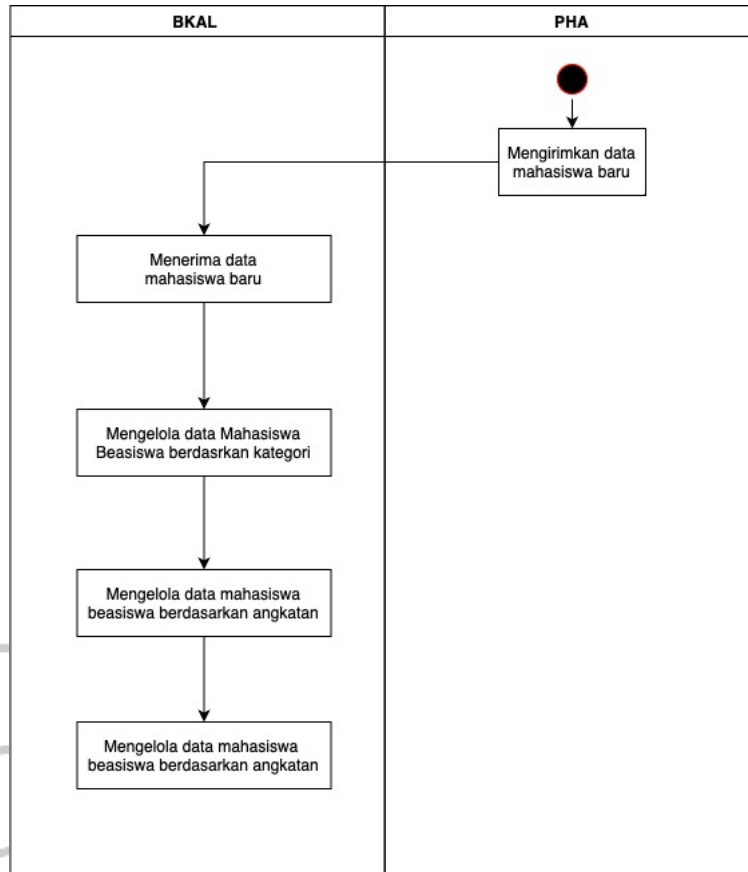 BKAL
PHA
Mengirimkan data
mahasiswa baru
Menerima data
mahasiswa baru
Mengelola data Mahasiswa
Beasiswa berdasrkan kategori
Mengelola data mahasiswa
beasiswa berdasarkan angkatan
Mengelola data mahasiswa
beasiswa berdasarkan angkatan